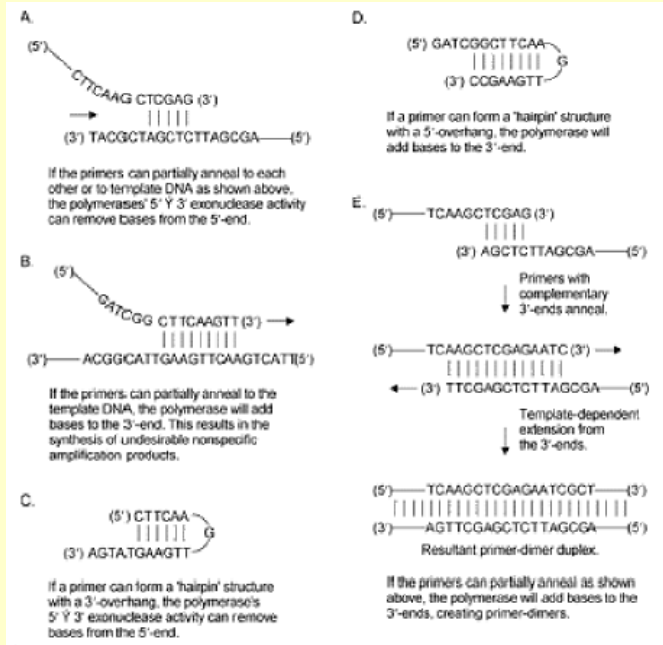 A.
(5')
CTTCAAG CTCGAG (3')
(3') TACGCTAGCTCTTAGCGA (5')
If the primers can partially anneal to each
other or to template DNA as shown above,
the polymerases' 5' Ý 3' exonuclease activity
can remove bases from the 5'-end.
B.
(5')
GATCGG CTTCAAGTT (3')
(3') ACGGCATTGAAGTTCAAGTCATT(5')
If the primers can partially anneal to the
template DNA, the polymerase will add
bases to the 3'-end. This results in the
synthesis of undesirable nonspecific
amplification products.
C.
(5') CTTCAA
G
(3') AGTATGAAGTT
If a primer can form a 'hairpin' structure
with a 3'-overhang, the polymerase's
5' Ý 3' exonuclease activity can remove
bases from the 5'-end.
D.
(5') GATCGGCTTCAA
G
(3') CCGAAGTT
If a primer can form a 'hairpin' structure
with a 5'-overhang, the polymerase will
add bases to the 3'-end.
E.
(5') TCAAGCTCGAG (3')
(3') AGCTCTTAGCGA (5')
Primers with
complementary
3'-ends anneal.
(5') TCAAGCTCGAGAATC (3')
(3') TTCGAGCTCTTAGCGA (5')
Template-dependent
extension from
the 3'-ends.
(5') TCAAGCTCGAGAATCGCT (3')
(3') AGTTCGAGCTCTTAGCGA (5')
Resultant primer-dimer duplex.
If the primers can partially anneal as shown
above, the polymerase will add bases to the
3'-ends, creating primer-dimers.